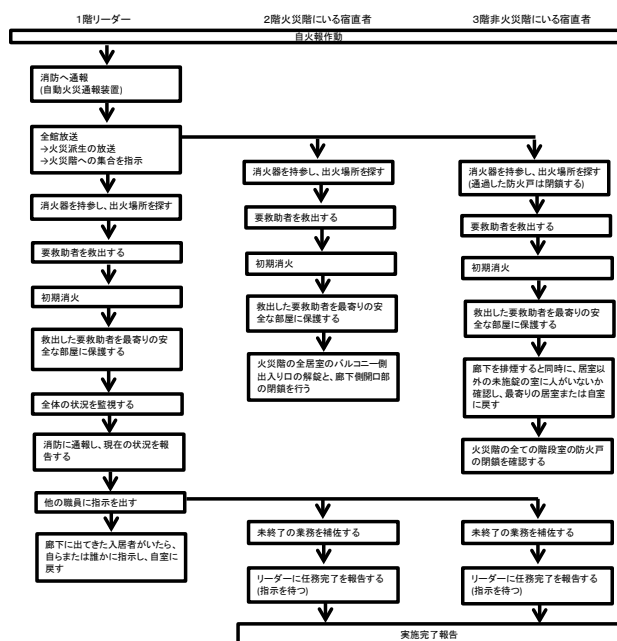 1階リーダー
2階火災階にいる宿直者
3階非火災階にいる宿直者
自火報作動
消防へ通報
(自動火災通報装置)
全館放送
→火災派生の放送
→火災階への集合を指示
消火器を持参し、出火場所を探す
要救助者を救出する
初期消火
救出した要救助者を最寄りの安
全な部屋に保護する
全体の状況を監視する
消防に通報し、現在の状況を報
告する
他の職員に指示を出す
廊下に出てきた入居者がいたら、
自らまたは誰かに指示し、自室に
戻す
消火器を持参し、出火場所を探す
要救助者を救出する
初期消火
救出した要救助者を最寄りの安
全な部屋に保護する
火災階の全居室のバルコニー側
出入り口の解錠と、廊下側開口部
の閉鎖を行う
未終了の業務を補佐する
リーダーに任務完了を報告する
(指示を待つ)
消火器を持参し、出火場所を探す
(通過した防火戸は閉鎖する)
要救助者を救出する
初期消火
救出した要救助者を最寄りの安
全な部屋に保護する
廊下を排煙すると同時に、居室以
外の未施錠の室に人がいないか
確認し、最寄りの居室または自室
に戻す
火災階の全ての階段室の防火戸
の閉鎖を確認する
未終了の業務を補佐する
リーダーに任務完了を報告する
(指示を待つ)
実施完了報告